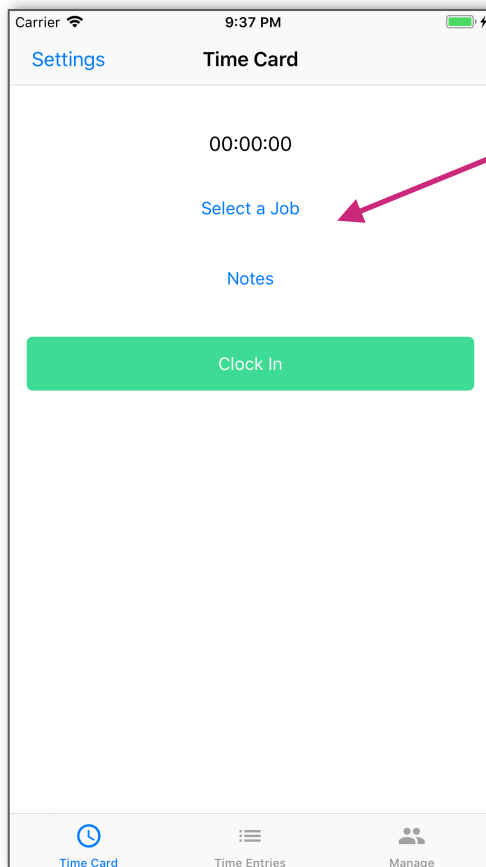 Carrier 9:37 PM
Settings Time Card
00:00:00
Select a Job
Notes
Clock In
Time Card Time Entries Manage